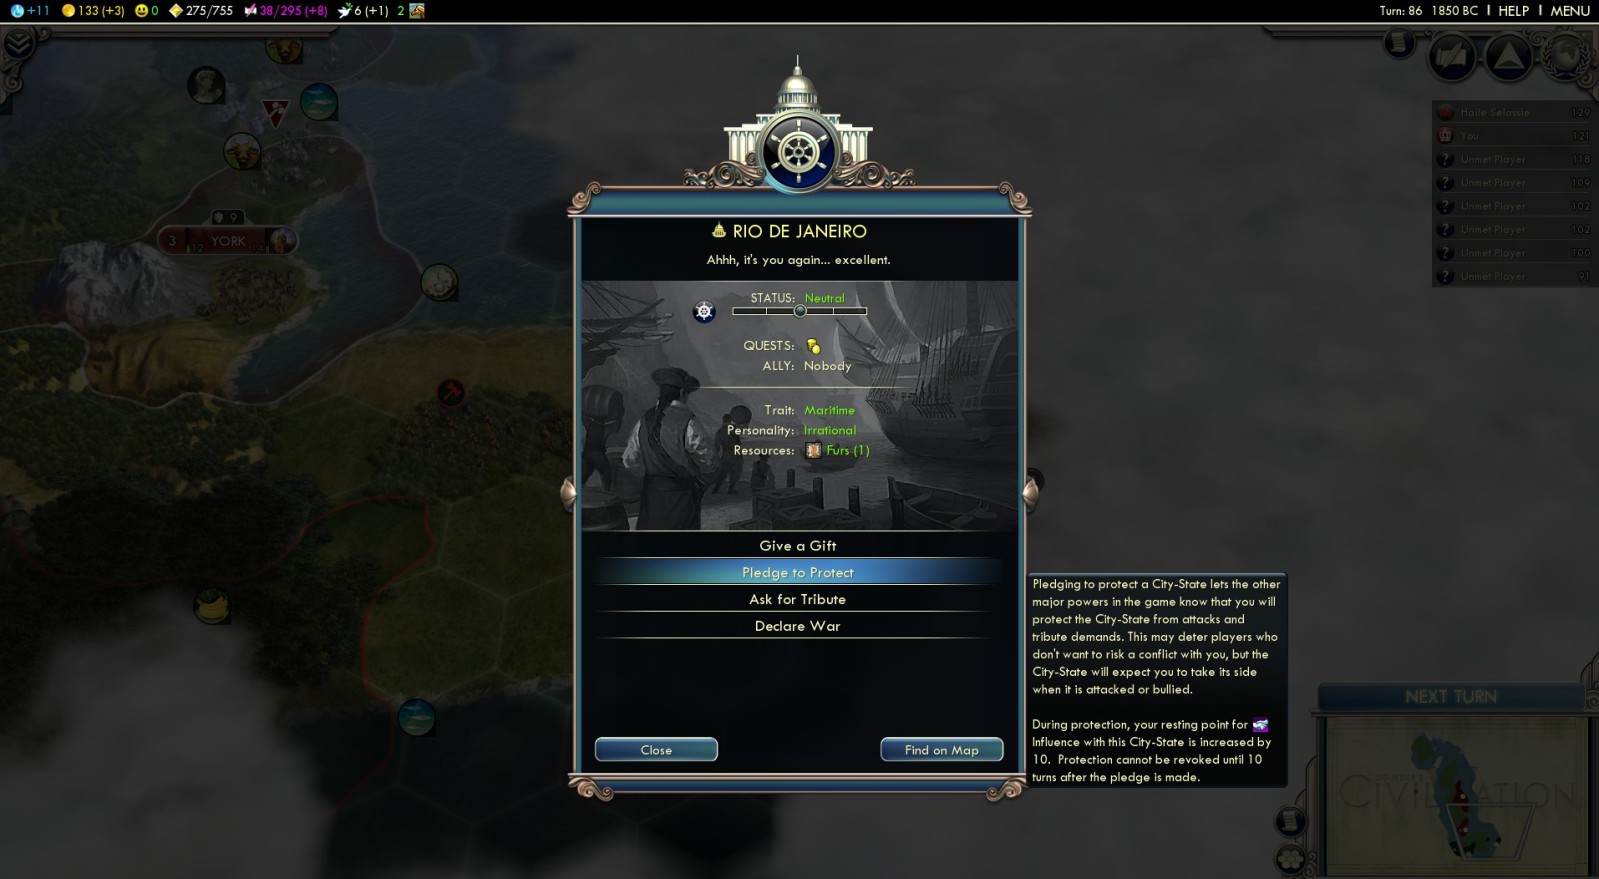 +11 133 (+3) 0 275/755 38/295 (+8) 6 (+1) 2
Turn: 86 1850 BC HELP MENU
Haile Selassie 129
You 121
Unmet Player 118
Unmet Player 109
Unmet Player 102
Unmet Player 102
Unmet Player 100
Unmet Player 91
9
3 YORK
12
RIO DE JANEIRO
Ahhh, it's you again... excellent.
STATUS: Neutral
QUESTS:
ALLY: Nobody
Trait: Maritime
Personality: Irrational
Resources: Furs (1)
Give a Gift
Pledge to Protect
Ask for Tribute
Declare War
Close
Find on Map
Pledging to protect a City-State lets the other
major powers in the game know that you will
protect the City-State from attacks and
tribute demands. This may deter players who
don't want to risk a conflict with you, but the
City-State will expect you to take its side
when it is attacked or bullied.
During protection, your resting point for
Influence with this City-State is increased by
10. Protection cannot be revoked until 10
turns after the pledge is made.
NEXT TURN
CIVILIZATION